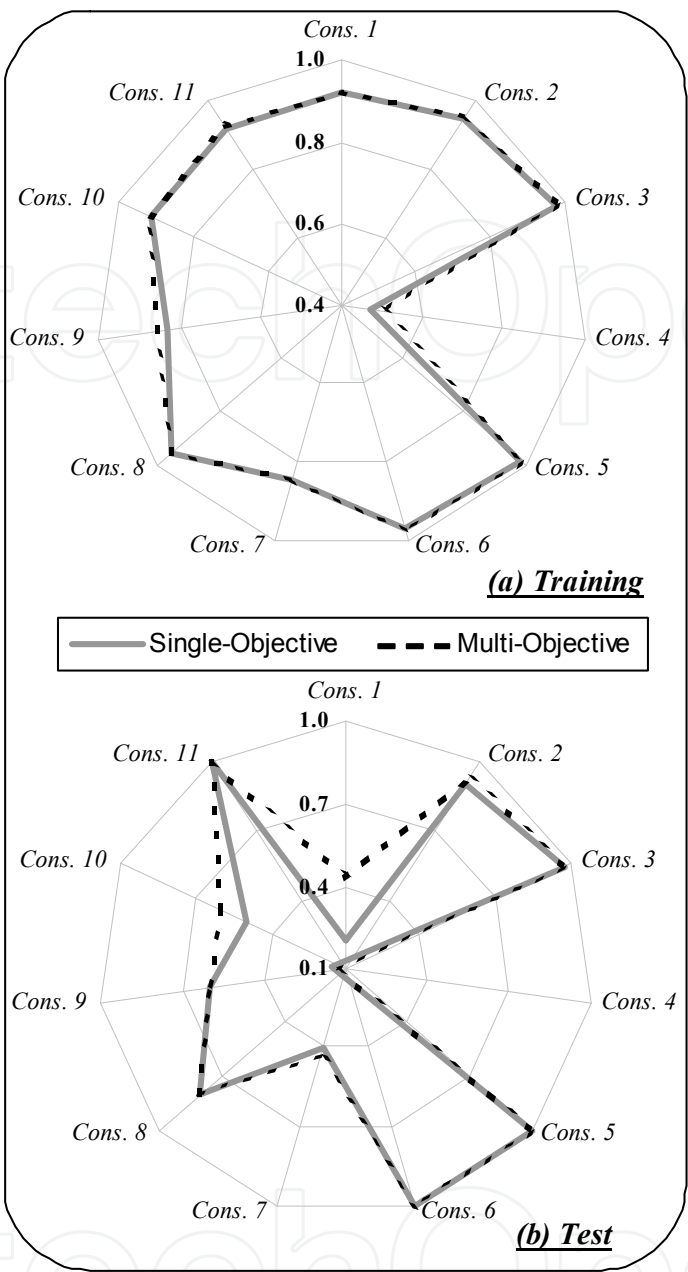 Cons. 1
1.0
Cons. 11
Cons. 2
0.8
Cons. 10
Cons. 3
0.6
0.4
Cons. 9
Cons. 4
Cons. 8
Cons. 5
Cons. 7
Cons. 6
(a) Training
Single-Objective
Multi-Objective
Cons. 1
1.0
Cons. 11
Cons. 2
0.7
Cons. 10
Cons. 3
0.4
0.1
Cons. 9
Cons. 4
Cons. 8
Cons. 5
Cons. 7
Cons. 6
(b) Test